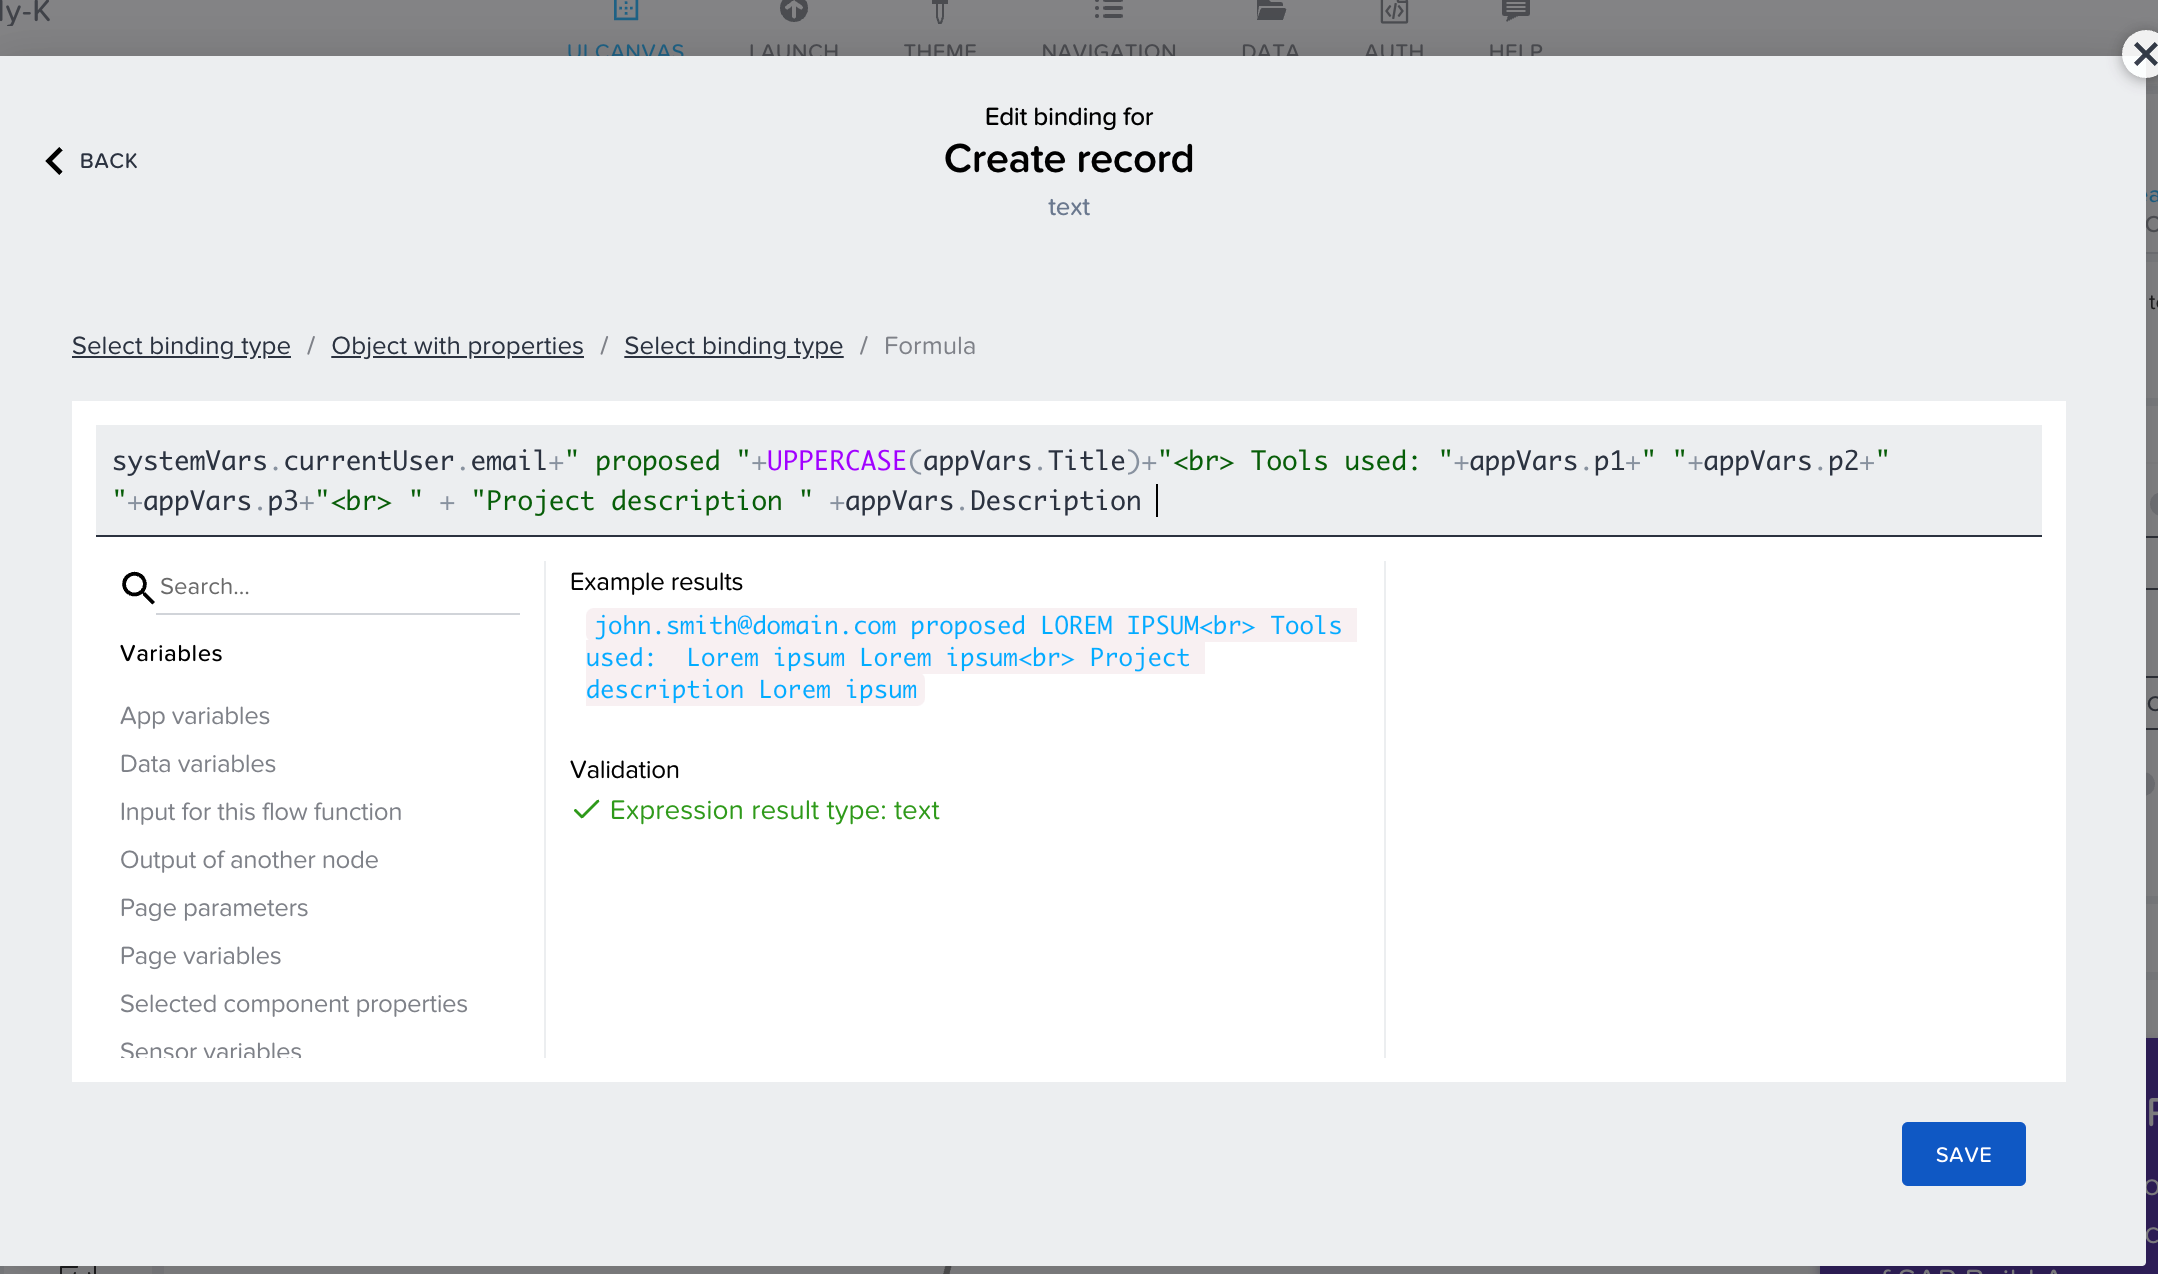 ly-K
UI CANVAS LAUNCH THEME NAVIGATION DATA AUTH HELP
Edit binding for
BACK
Create record
text
Select binding type / Object with properties / Select binding type / Formula
systemVars.currentUser.email+" proposed "+UPPERCASE(appVars.Title)+"<br> Tools used: "+appVars.p1+" "+appVars.p2+"
"+appVars.p3+"<br> " + "Project description " +appVars.Description
Search...
Variables
App variables
Data variables
Input for this flow function
Output of another node
Page parameters
Page variables
Selected component properties
Sensor variables
Example results
john.smith@domain.com proposed LOREM IPSUM<br> Tools
used:  Lorem ipsum Lorem ipsum<br> Project
description Lorem ipsum
Validation
Expression result type: text
SAVE